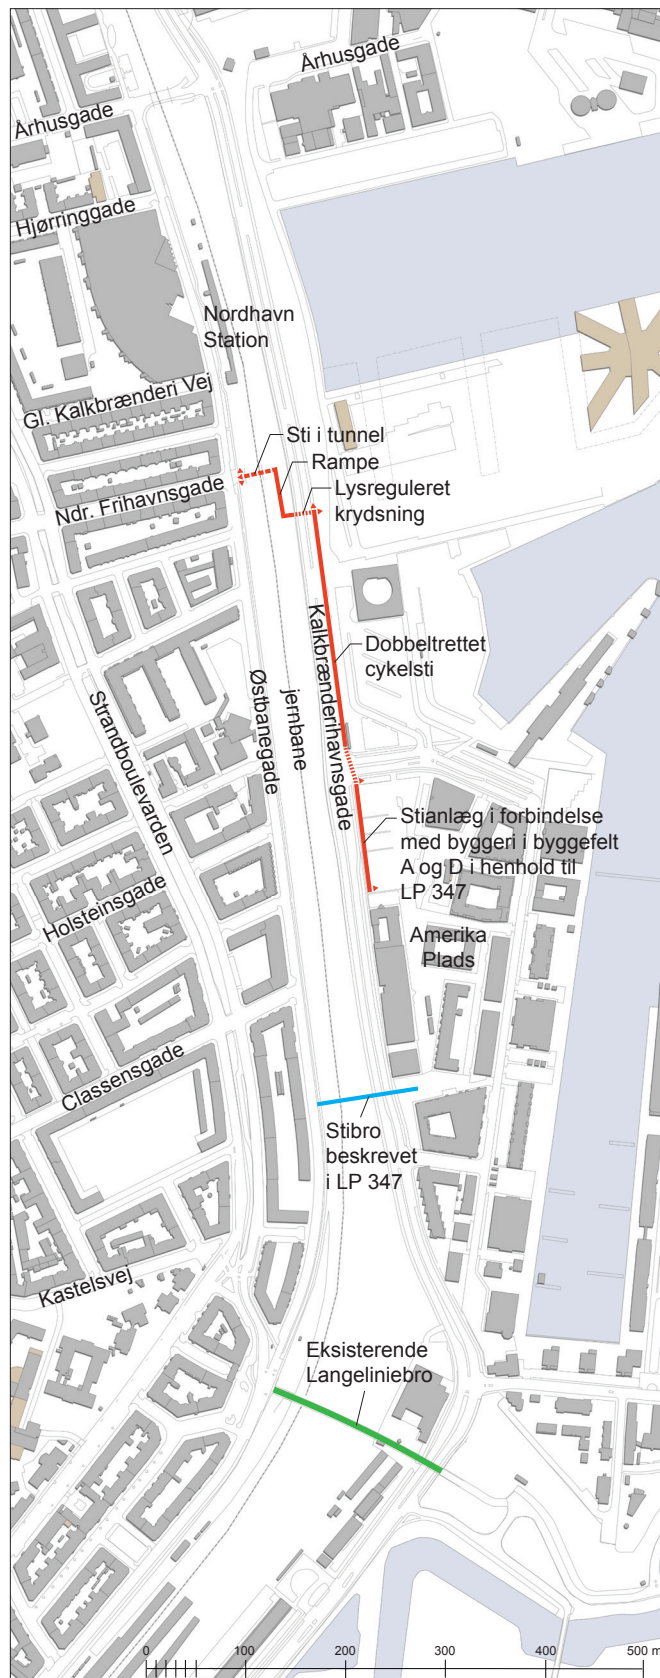 Århusgade
Århusgade
Hjørringgade
Nordhavn
Station
Gl. Kalkbrænderi Vej
Sti i tunnel
Rampe
Ndr. Frihavnsgade
Lysreguleret
krydsning
Kalkbrænderihavnsgade
Dobbeltrettet
cykelsti
Østbanegade
jernbane
Strandboulevarden
Stianlæg i forbindelse
med byggeri i byggefelt
A og D i henhold til
LP 347
Holsteinsgade
Amerika
Plads
Classensgade
Stibro
beskrevet
i LP 347
Kastelsvej
Eksisterende
Langeliniebro
0 100 200 300 400 500 m